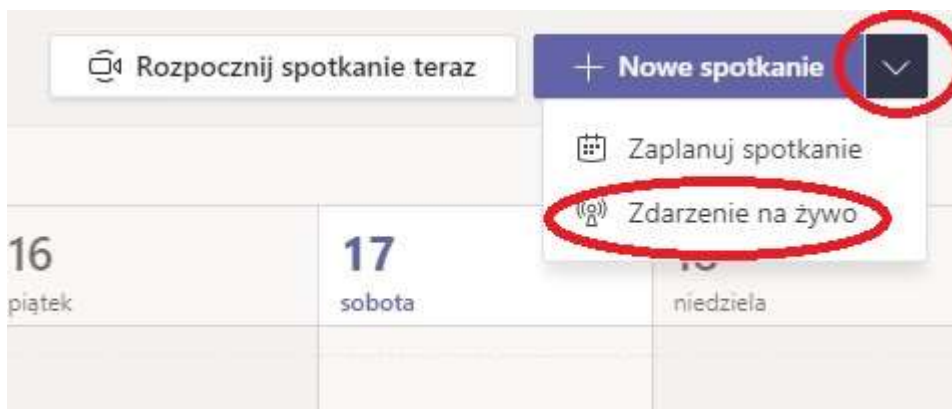 Rozpocznij spotkanie teraz
Nowe spotkanie
Zaplanuj spotkanie
Zdarzenie na żywo
16
17
piątek
sobota
niedziela